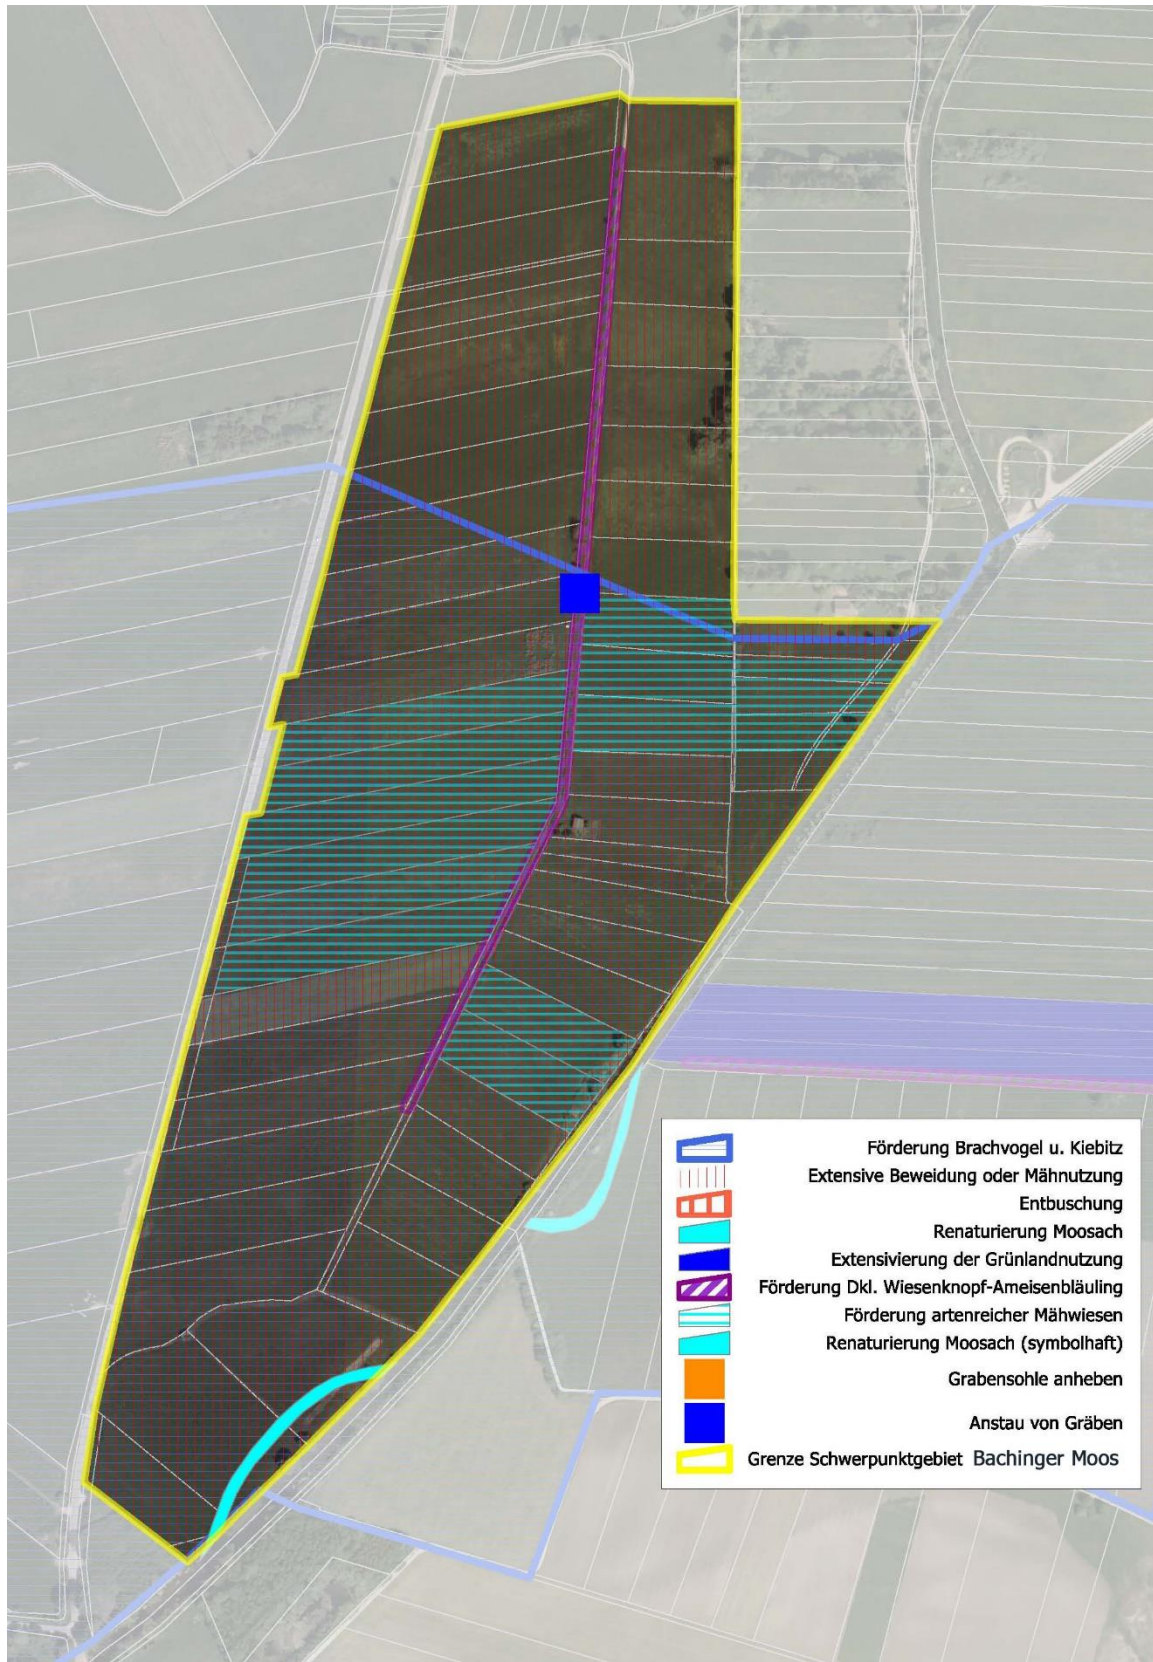 Förderung Brachvogel u. Kiebitz
Extensive Beweidung oder Mähnutzung
Entbuschung
Renaturierung Moosach
Extensivierung der Grünlandnutzung
Förderung Dkl. Wiesenknopf-Ameisenbläuling
Förderung artenreicher Mähwiesen
Renaturierung Moosach (symbolhaft)
Grabensohle anheben
Anstau von Gräben
Grenze Schwerpunktgebiet Bachinger Moos